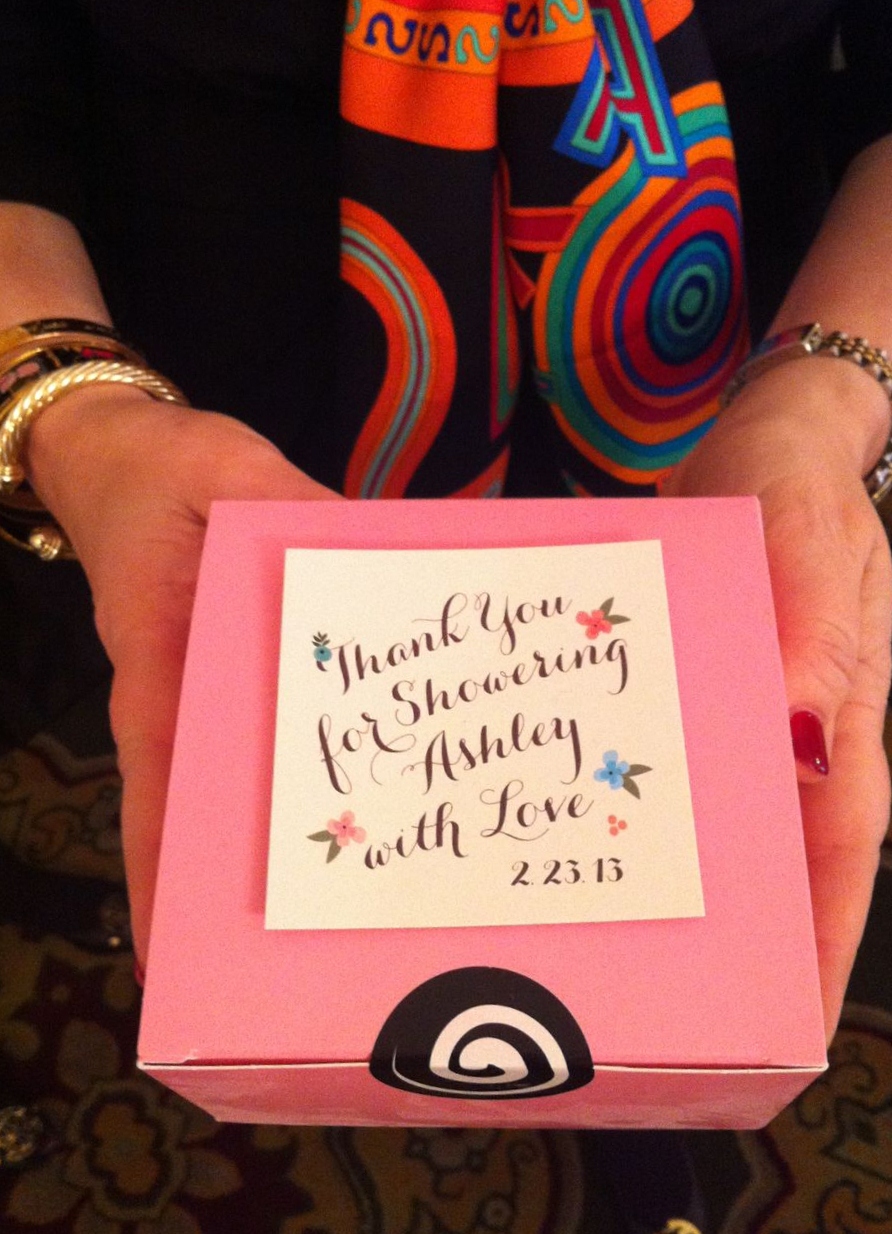 Thank You
for Showering
Ashley
with Love
2.23.13